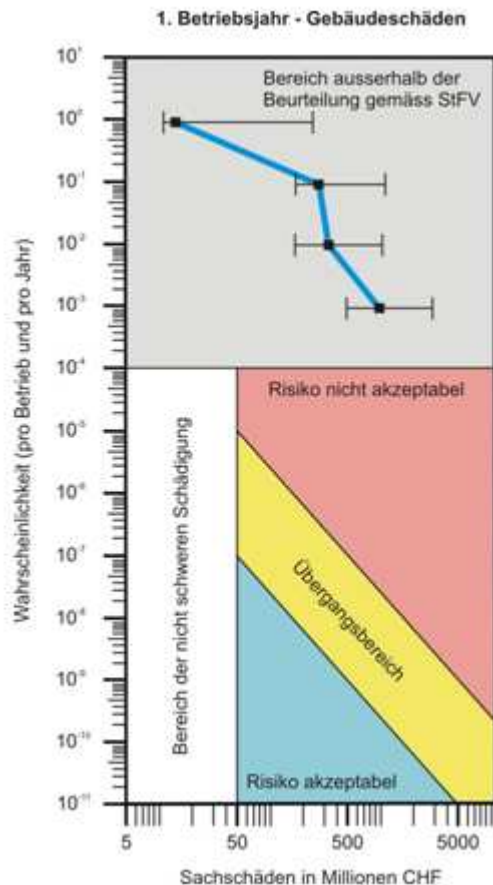 1. Betriebsjahr - Gebäudeschäden
Bereich ausserhalb der
Beurteilung gemäss StFV
Wahrscheinlichkeit (pro Betrieb und pro Jahr)
10¹
10⁰
10⁻¹
10⁻²
10⁻³
10⁻⁴
10⁻⁵
10⁻⁶
10⁻⁷
10⁻⁸
10⁻⁹
10⁻¹⁰
10⁻¹¹
Risiko nicht akzeptabel
Bereich der nicht schweren Schädigung
Übergangsbereich
Risiko akzeptabel
5 50 500 5000
Sachschäden in Millionen CHF